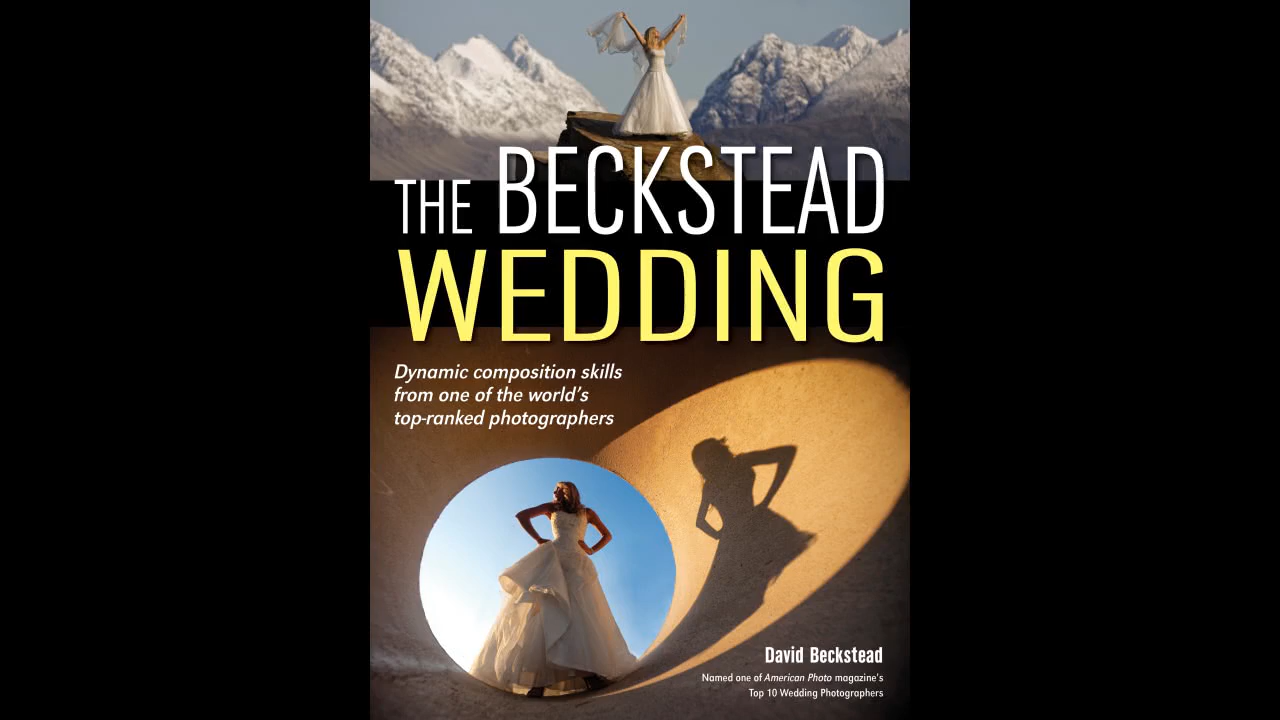 THE BECKSTEAD
WEDDING
Dynamic composition skills
from one of the world's
top-ranked photographers
David Beckstead
Named one of American Photo magazine's
Top 10 Wedding Photographers